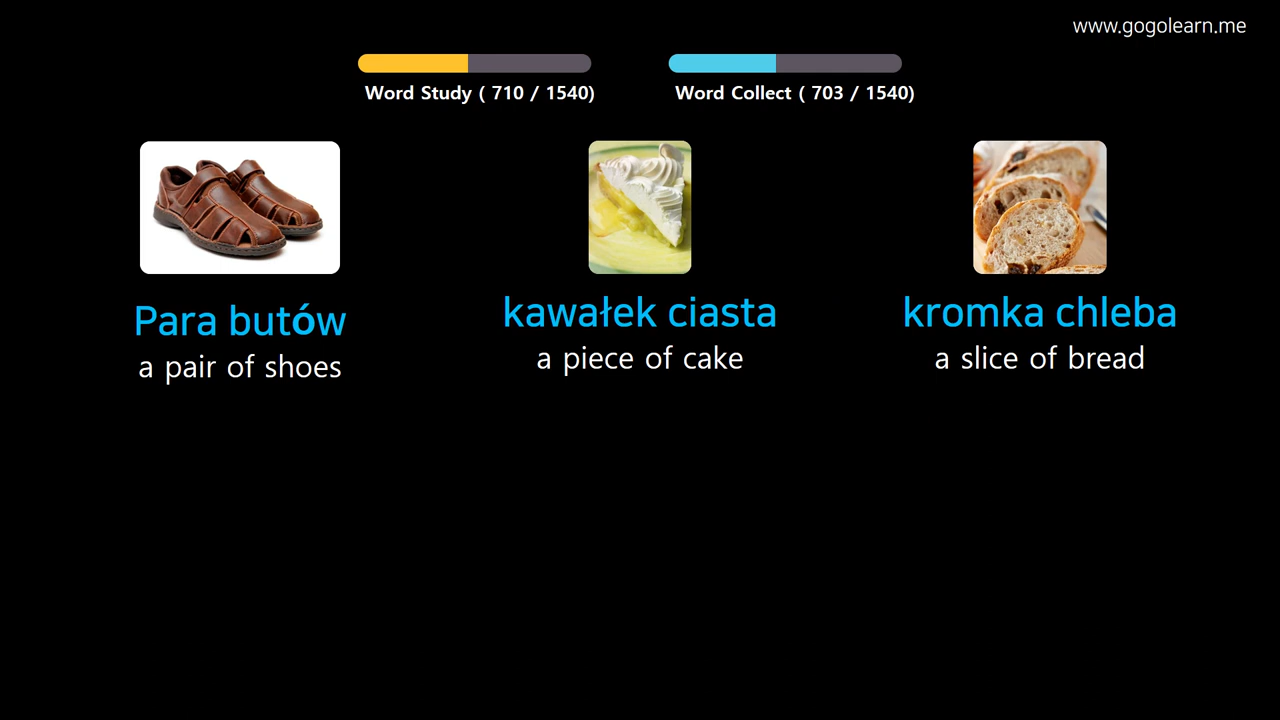 www.gogolearn.me
Word Study ( 710 / 1540)
Word Collect ( 703 / 1540)
Para butów
a pair of shoes
kawałek ciasta
a piece of cake
kromka chleba
a slice of bread